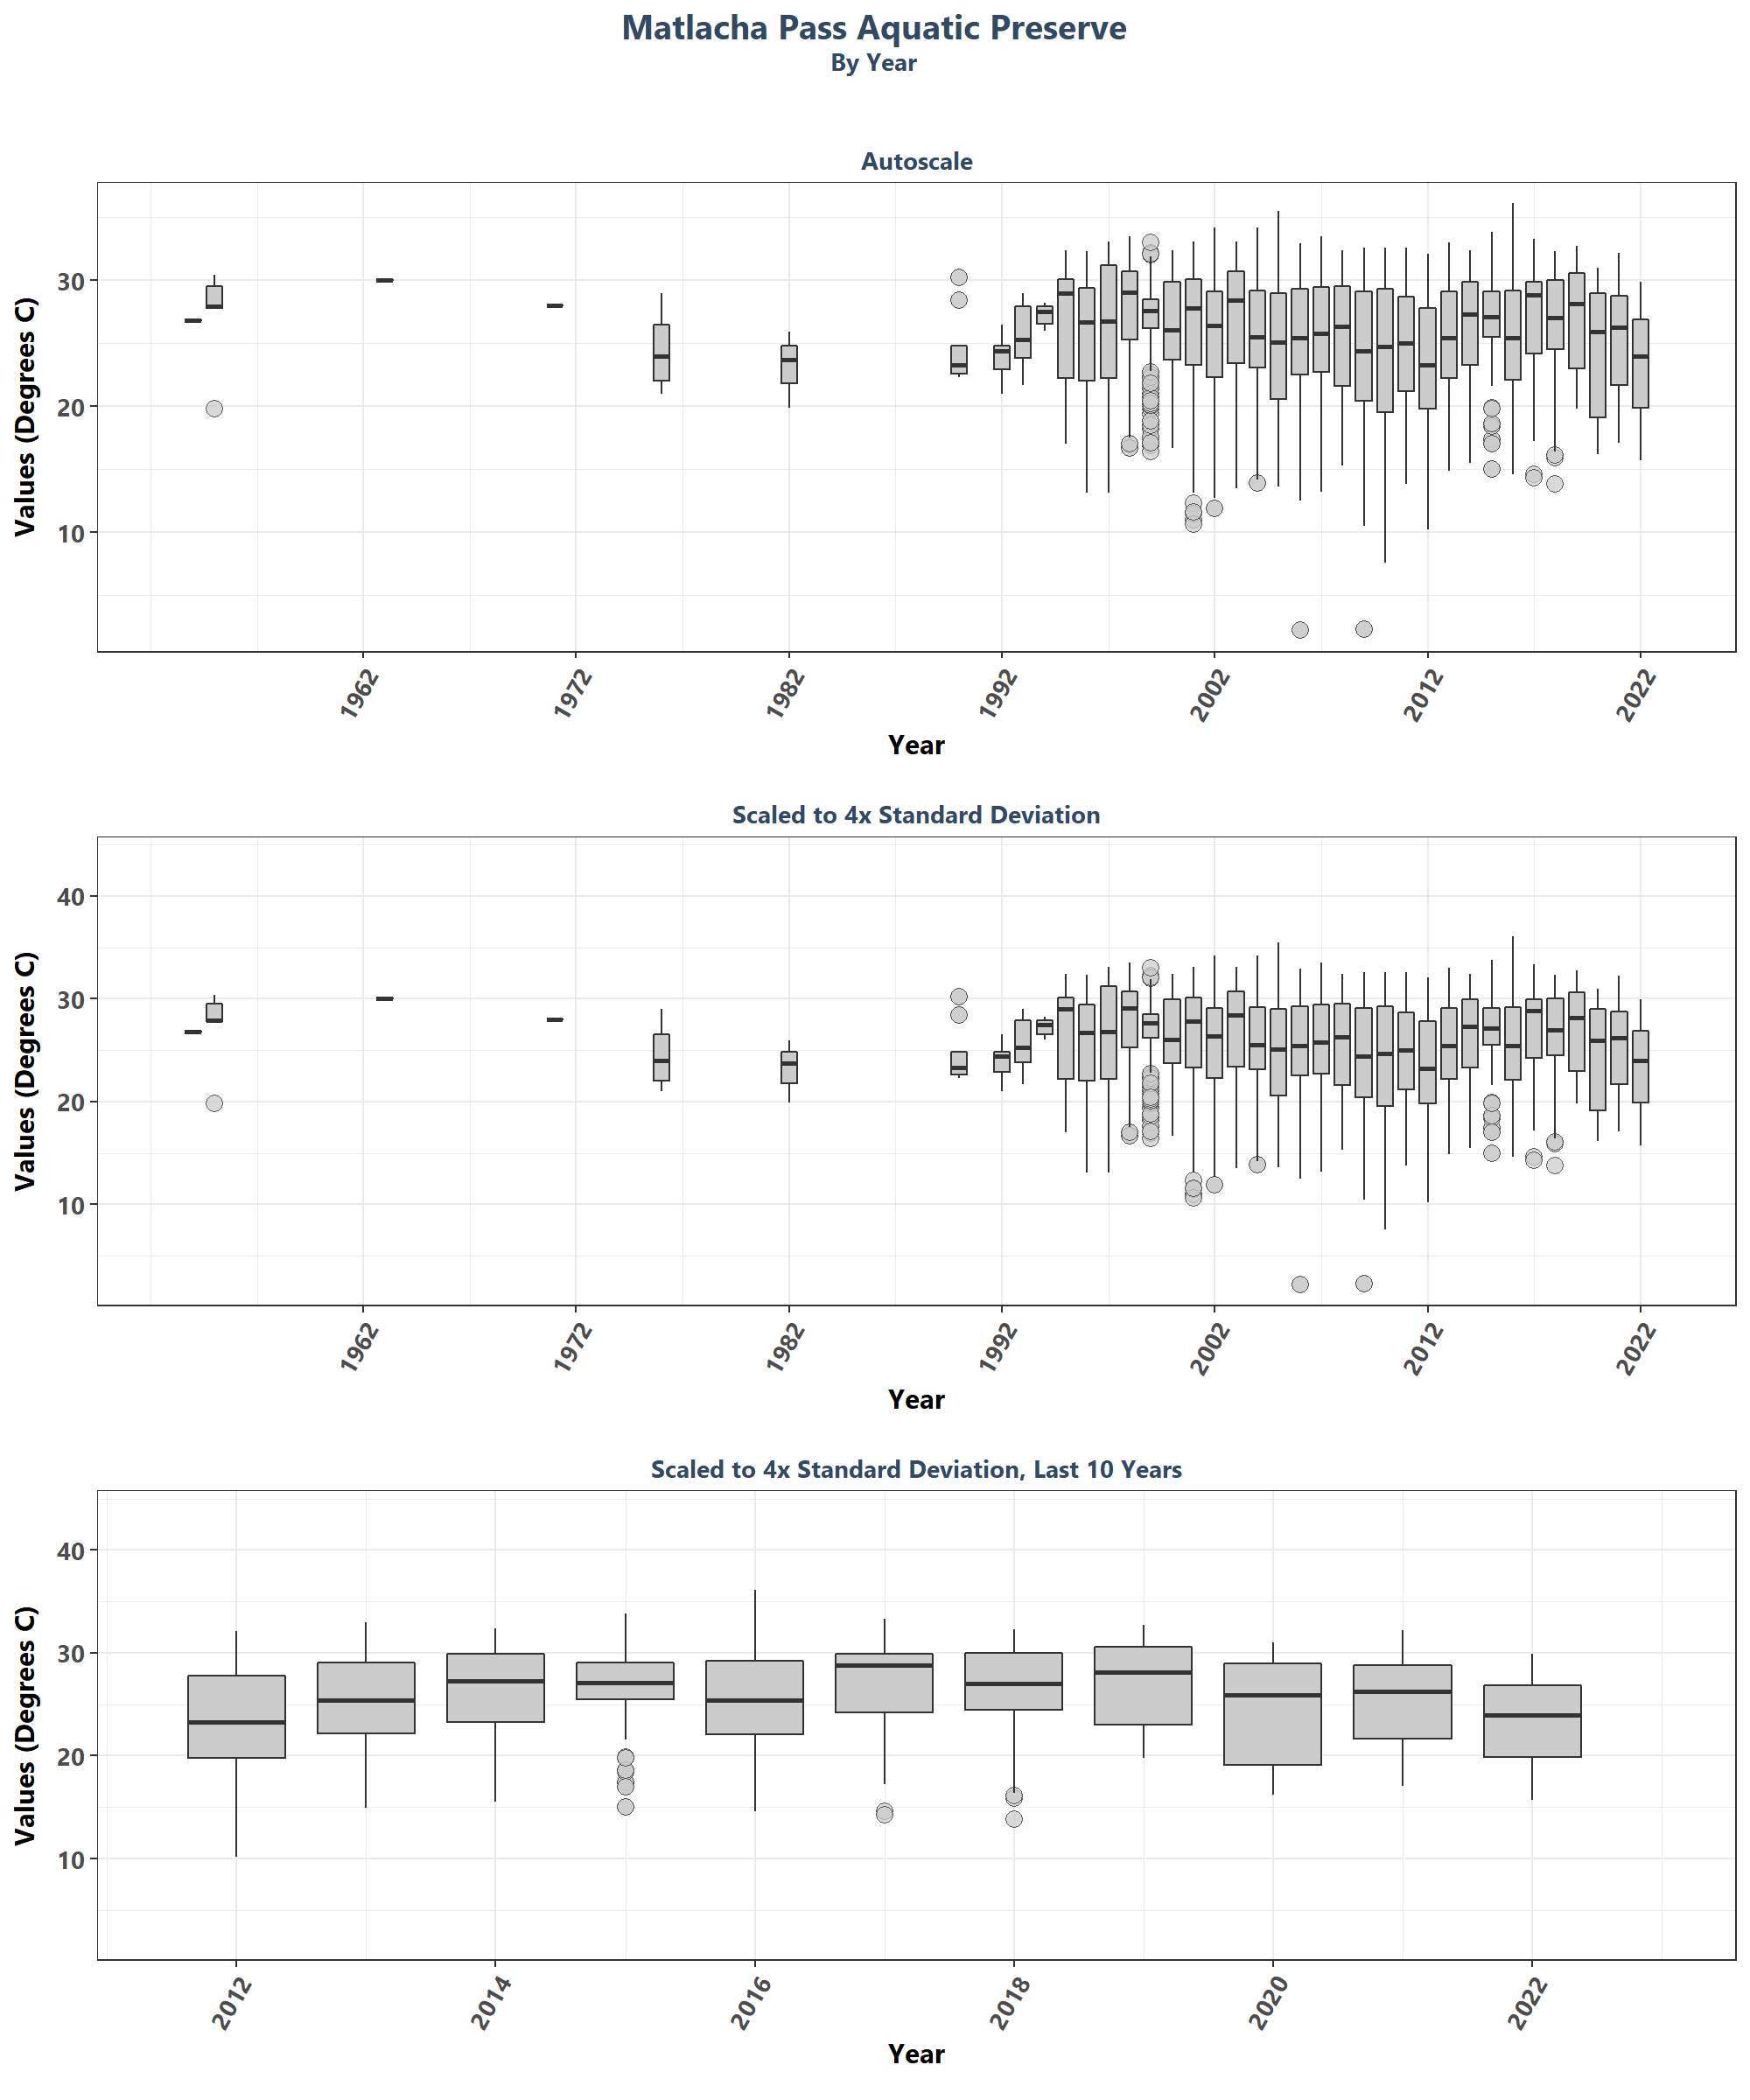 Matlacha Pass Aquatic Preserve
By Year
Autoscale
Values (Degrees C)
30
20
10
1962
1972
1982
1992
2002
2012
2022
Year
Scaled to 4x Standard Deviation
Values (Degrees C)
40
30
20
10
1962
1972
1982
1992
2002
2012
2022
Year
Scaled to 4x Standard Deviation, Last 10 Years
Values (Degrees C)
40
30
20
10
2012
2014
2016
2018
2020
2022
Year